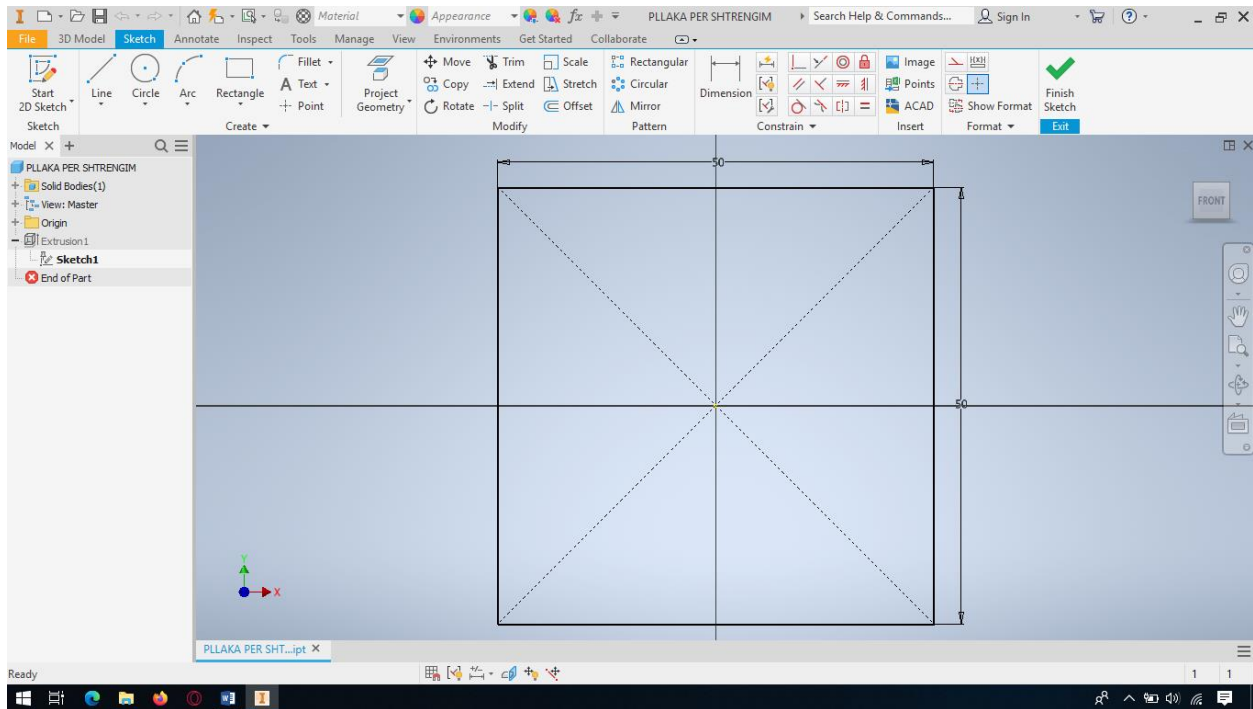 Material Appearance fx PLLAKA PER SHTRENGIM Search Help & Commands... Sign In
File 3D Model Sketch Annotate Inspect Tools Manage View Environments Get Started Collaborate
Start 2D Sketch Line Circle Arc Rectangle Fillet Text Point Project Geometry Move Copy Rotate Trim Extend Split Scale Stretch Offset Rectangular Circular Mirror Dimension Image Points ACAD Show Format Finish Sketch
Sketch Create Modify Pattern Constrain Insert Format Exit
Model
PLLAKA PER SHTRENGIM
Solid Bodies(1)
View: Master
Origin
Extrusion1
Sketch1
End of Part
50
FRONT
50
Y
X
PLLAKA PER SHT...ipt
Ready 1 1